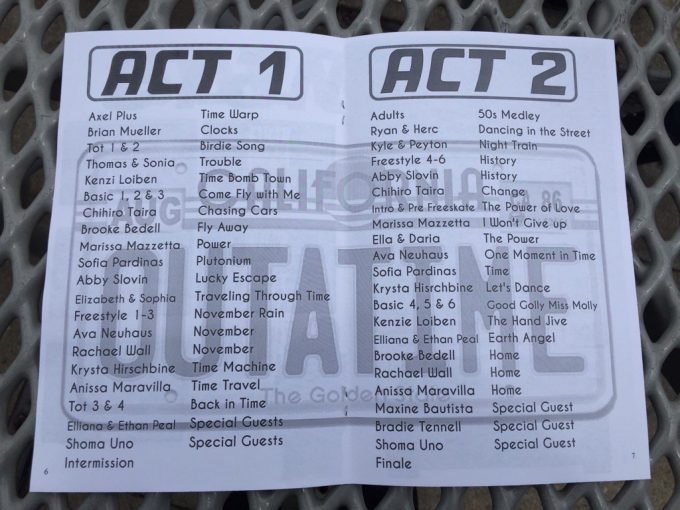 ACT 1
Axel Plus Time Warp
Brian Mueller Clocks
Tot 1 & 2 Birdie Song
Thomas & Sonia Trouble
Kenzi Loiben Time Bomb Town
Basic 1, 2 & 3 Come Fly with Me
Chihiro Taira Chasing Cars
Brooke Bedell Fly Away
Marissa Mazzetta Power
Sofia Pardinas Plutonium
Abby Slovin Lucky Escape
Elizabeth & Sophia Traveling Through Time
Freestyle 1-3 November Rain
Ava Neuhaus November
Rachael Wall November
Krysta Hirschbine Time Machine
Anissa Maravilla Time Travel
Tot 3 & 4 Back in Time
Elliana & Ethan Peal Special Guests
Shoma Uno Special Guests
Intermission
6
ACT 2
Adults 50s Medley
Ryan & Herc Dancing in the Street
Kyle & Peyton Night Train
Freestyle 4-6 History
Abby Slovin History
Chihiro Taira Change
Intro & Pre Freeskate The Power of Love
Marissa Mazzetta I Won't Give up
Ella & Daria The Power
Ava Neuhaus One Moment in Time
Sofia Pardinas Time
Krysta Hisrchbine Let's Dance
Basic 4, 5 & 6 Good Golly Miss Molly
Kenzie Loiben The Hand Jive
Elliana & Ethan Peal Earth Angel
Brooke Bedell Home
Rachael Wall Home
Anissa Maravilla Home
Maxine Bautista Special Guest
Bradie Tennell Special Guest
Shoma Uno Special Guest
Finale
7
CALIFORNIA
AUG
86
OUTATIME
The Golden State